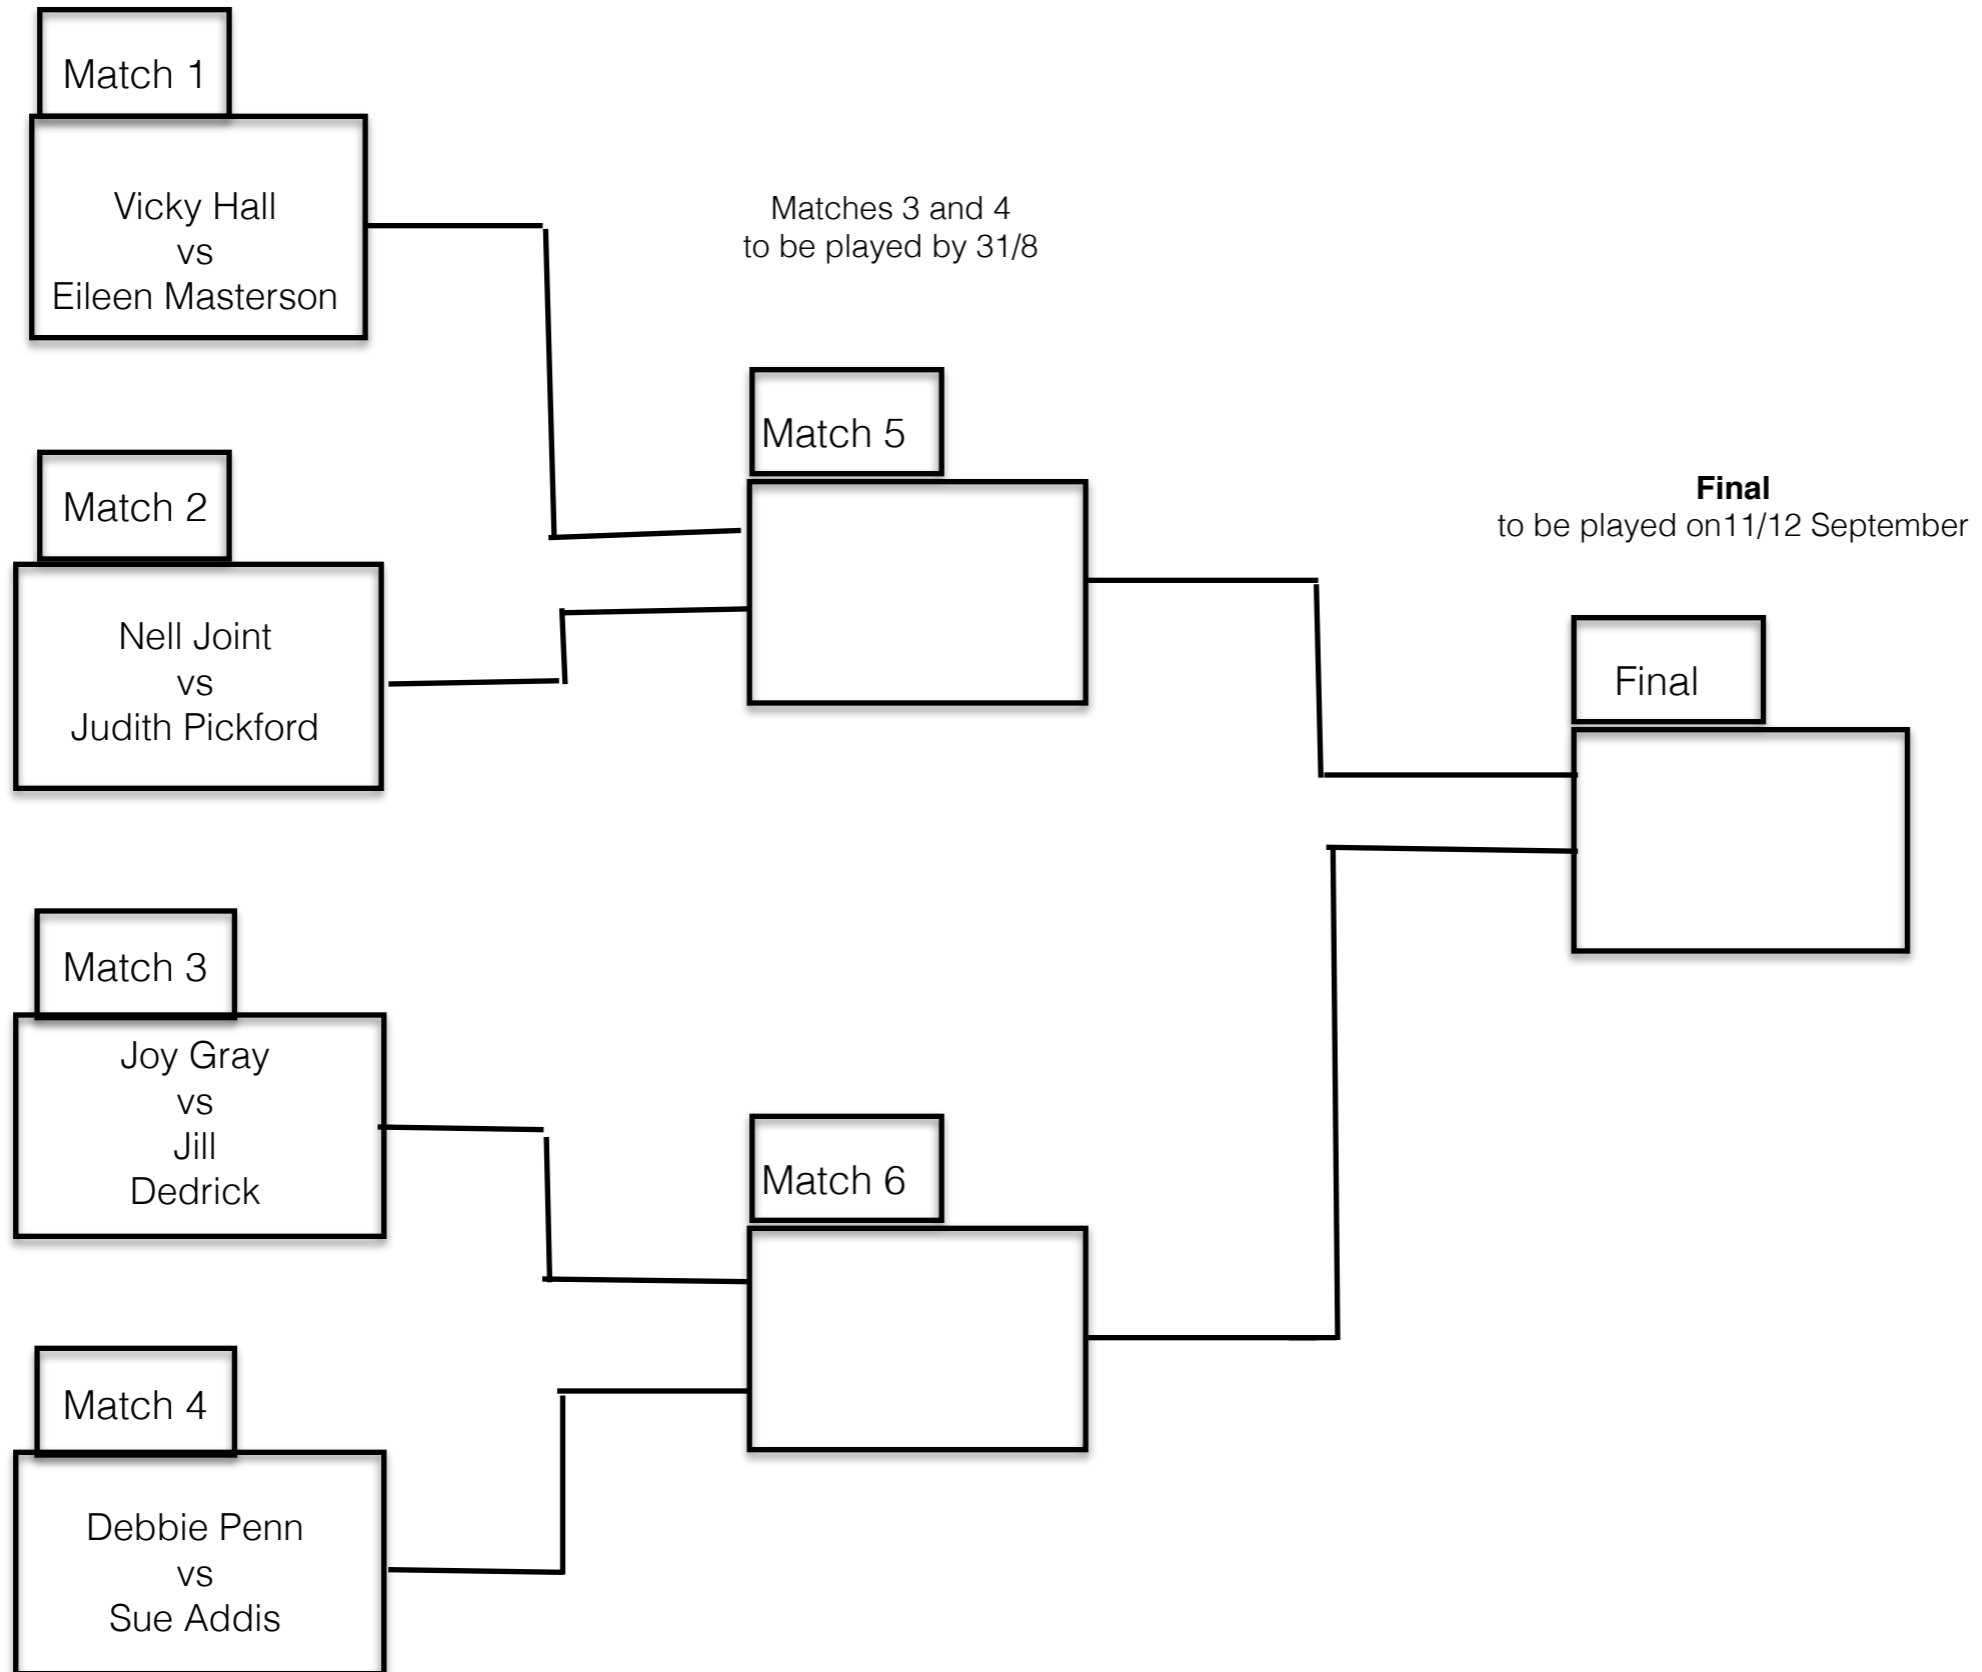 Match 1
Vicky Hall
vs
Eileen Masterson
Match 2
Nell Joint
vs
Judith Pickford
Match 3
Joy Gray
vs
Jill
Dedrick
Match 4
Debbie Penn
vs
Sue Addis
Matches 3 and 4
to be played by 31/8
Match 5
Match 6
Final
to be played on11/12 September
Final